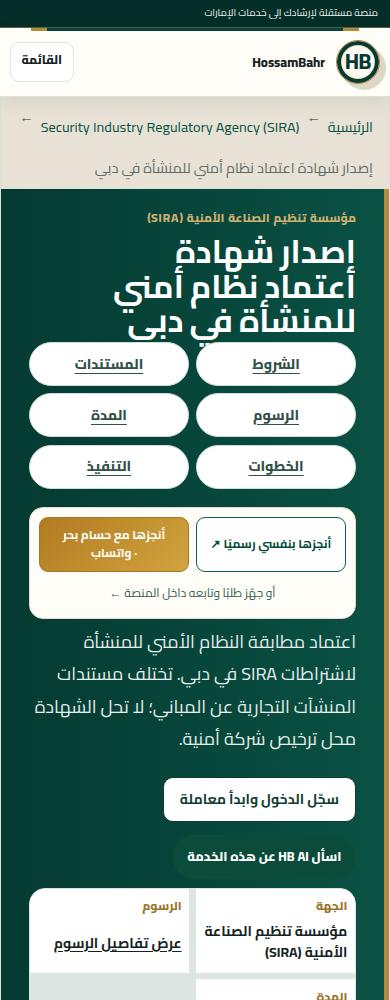 منصة مستقلة لإرشادك إلى خدمات الإمارات
HB
HossamBahr
القائمة
الرئيسية ← Security Industry Regulatory Agency (SIRA) ←
إصدار شهادة اعتماد نظام أمني للمنشأة في دبي
مؤسسة تنظيم الصناعة الأمنية (SIRA)
اصدار شهادة
اعتماد نظام أمني
للمنشأة في دبي
الشروط
المستندات
الرسوم
المدة
الخطوات
التنفيذ
أنجزها بنفسي رسميًا ↗
أنجزها مع حسام بحر
· واتساب
أو جهّز طلبًا وتابعه داخل المنصة ←
اعتماد مطابقة النظام الأمني للمنشأة
لاشتراطات SIRA في دبي. تختلف مستندات
المنشآت التجارية عن المباني؛ لا تحل الشهادة
محل ترخيص شركة أمنية.
سجّل الدخول وابدأ معاملة
اسأل HB AI عن هذه الخدمة
الجهة
مؤسسة تنظيم الصناعة
الأمنية (SIRA)
الرسوم
عرض تفاصيل الرسوم
المدة